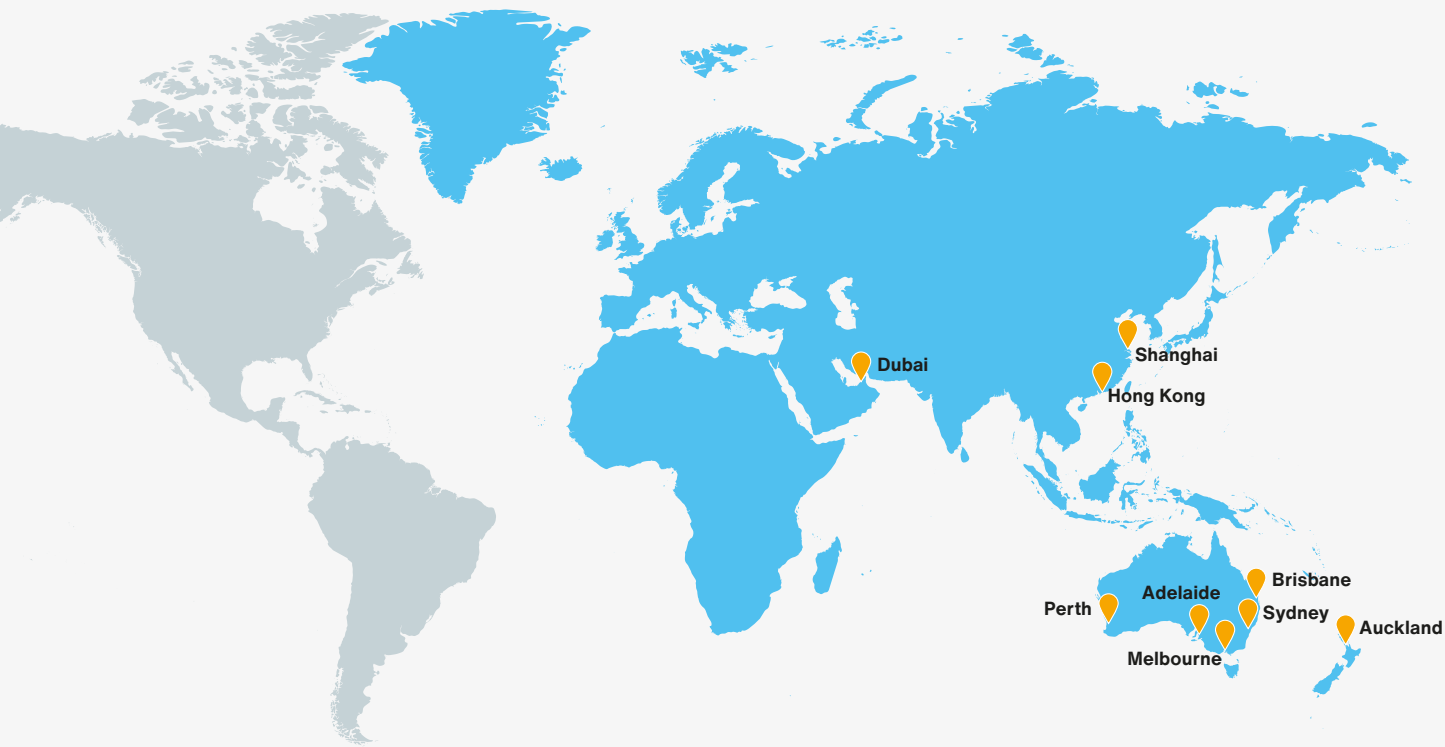 Shanghai
Dubai
Hong Kong
Brisbane
Adelaide
Perth
Sydney
Auckland
Melbourne